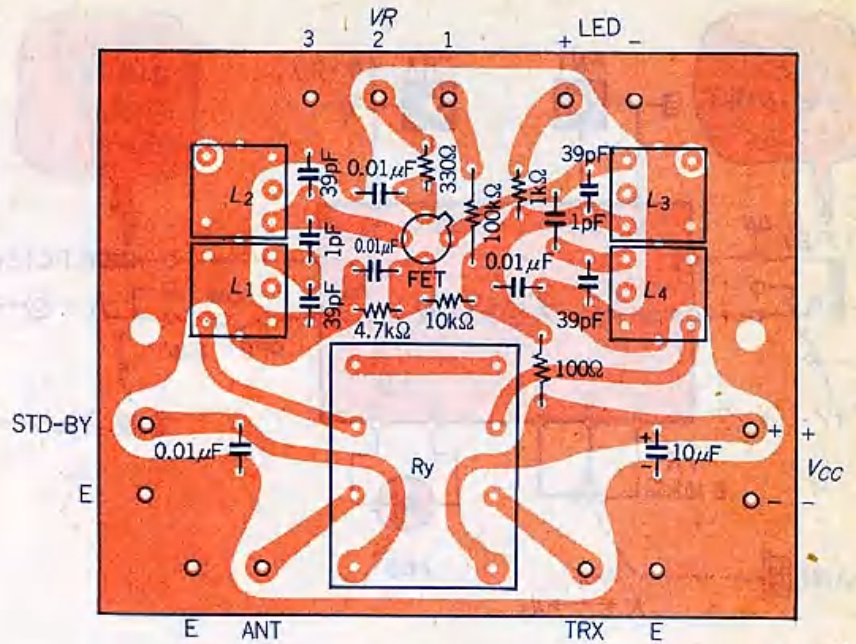 VR
LED
3 2 1 + −
39pF
0.01μF
330Ω
1kΩ
39pF
L2
L3
100kΩ
1pF
1pF
0.01μF
FET
0.01μF
L1
L4
39pF
4.7kΩ
10kΩ
39pF
100Ω
STD-BY
+ +
0.01μF
Ry
+
10μF
−
Vcc
E
− −
E ANT TRX E